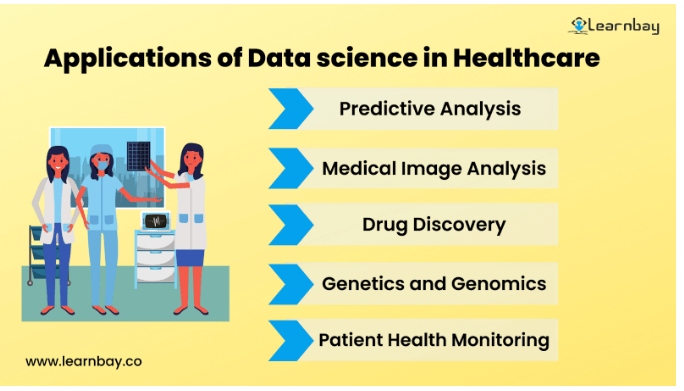 Learnbay
Applications of Data science in Healthcare
Predictive Analysis
Medical Image Analysis
Drug Discovery
Genetics and Genomics
Patient Health Monitoring
www.learnbay.co